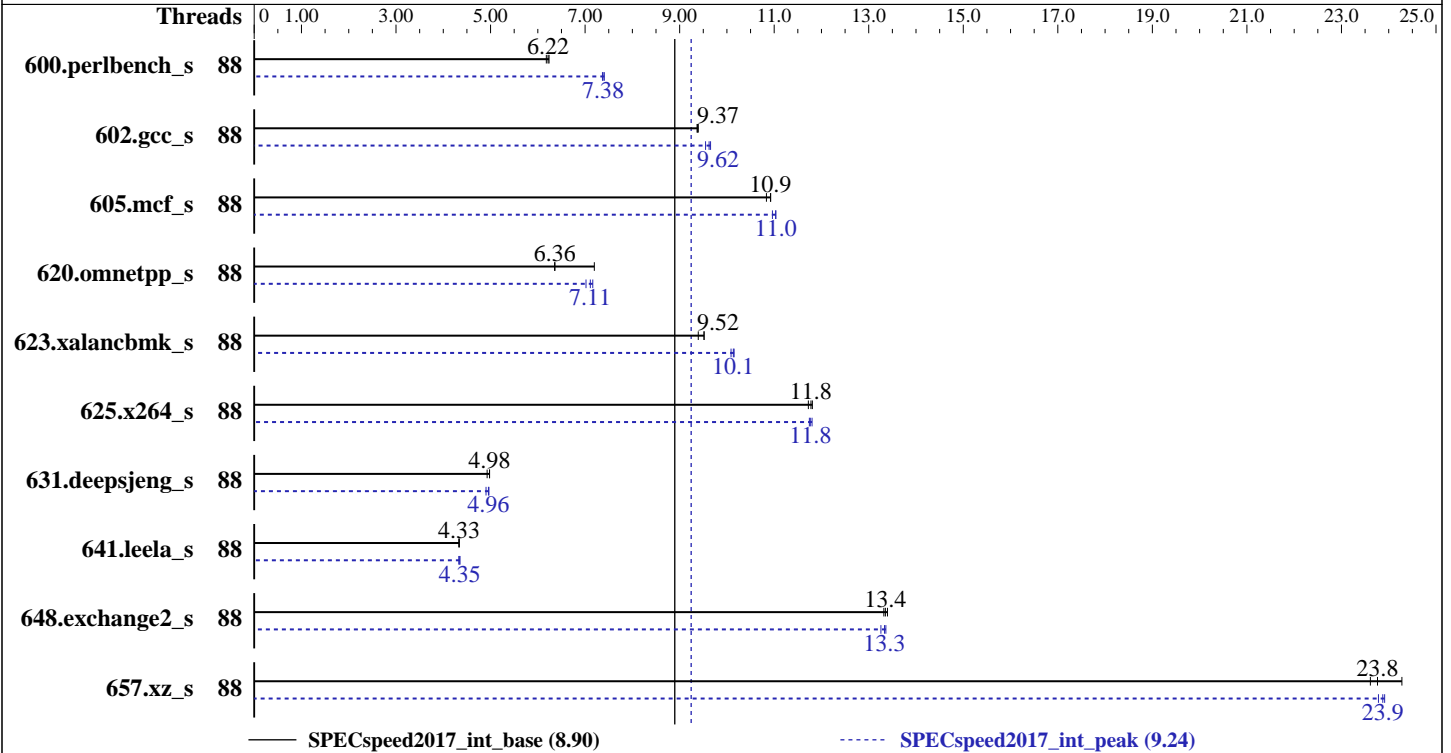 Threads 0 1.00 3.00 5.00 7.00 9.00 11.0 13.0 15.0 17.0 19.0 21.0 23.0 25.0
6.22
600.perlbench_s 88
7.38
9.37
602.gcc_s 88
9.62
10.9
605.mcf_s 88
11.0
6.36
620.omnetpp_s 88
7.11
9.52
623.xalancbmk_s 88
10.1
11.8
625.x264_s 88
11.8
4.98
631.deepsjeng_s 88
4.96
4.33
641.leela_s 88
4.35
13.4
648.exchange2_s 88
13.3
23.8
657.xz_s 88
23.9
SPECspeed2017_int_base (8.90) SPECspeed2017_int_peak (9.24)